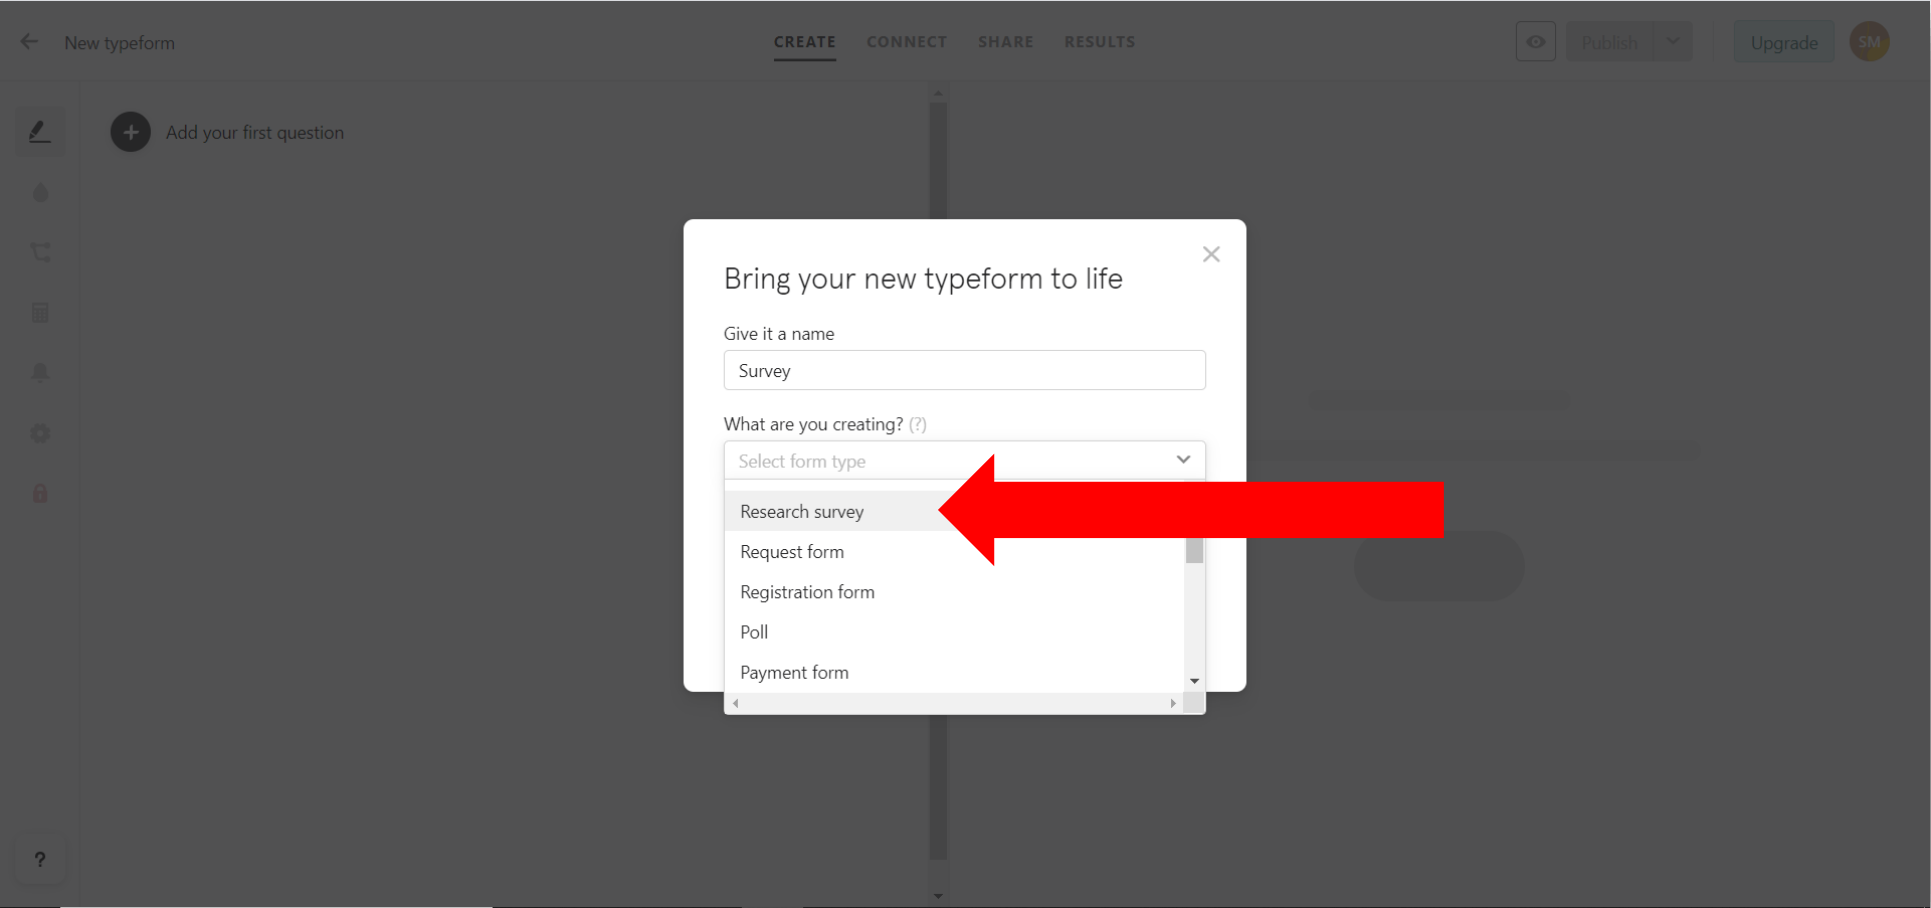 New typeform
CREATE CONNECT SHARE RESULTS
Publish
Upgrade
SM
Add your first question
Bring your new typeform to life
Give it a name
Survey
What are you creating? (?)
Select form type
Research survey
Request form
Registration form
Poll
Payment form
?